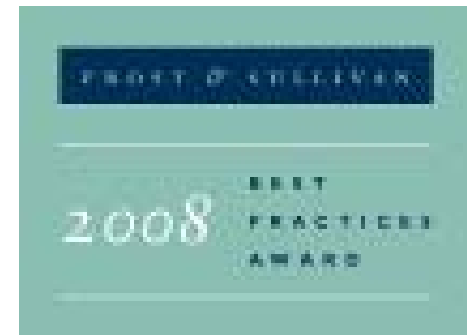 FROST & SULLIVAN
2008
BEST
PRACTICES
AWARD